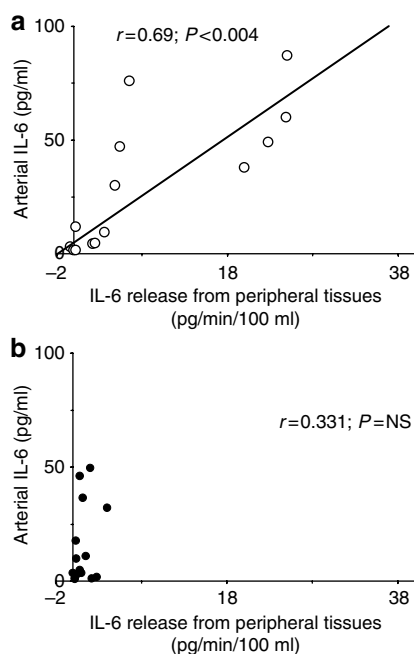 a
r=0.69; P<0.004
Arterial IL-6 (pg/ml)
100
50
0
–2
18
38
IL-6 release from peripheral tissues
(pg/min/100 ml)
b
r=0.331; P=NS
Arterial IL-6 (pg/ml)
100
50
0
–2
18
38
IL-6 release from peripheral tissues
(pg/min/100 ml)